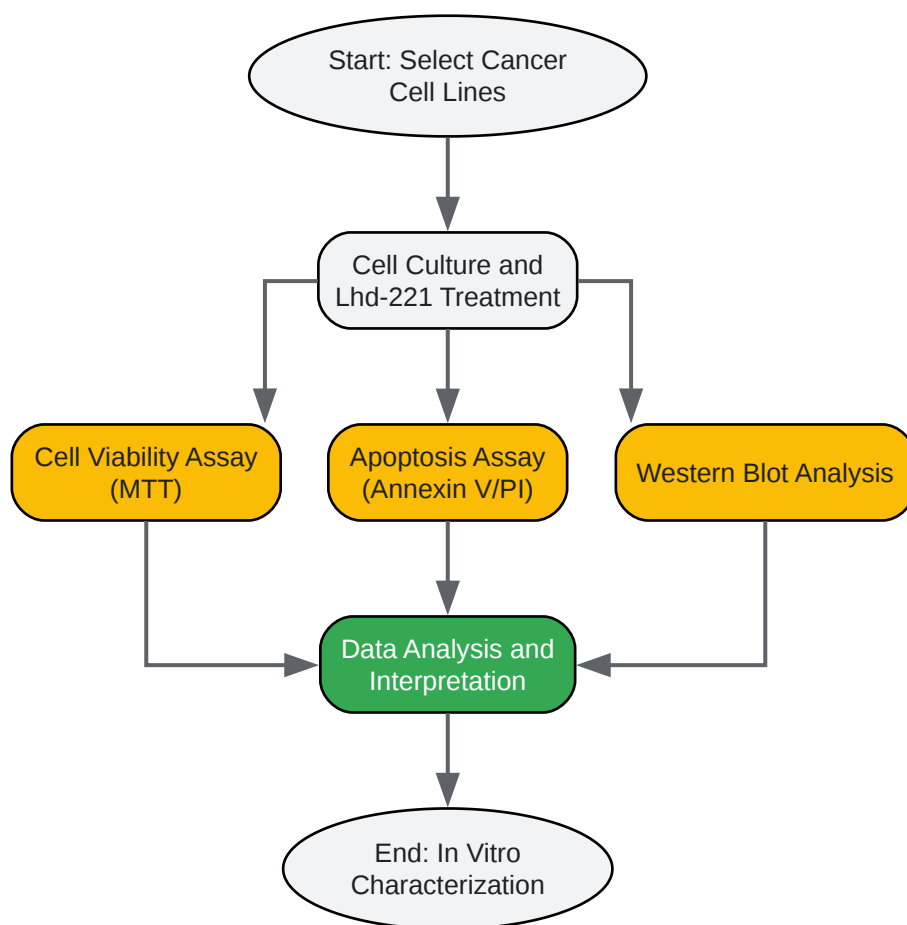 Start: Select Cancer
Cell Lines
Cell Culture and
Lhd-221 Treatment
Cell Viability Assay
(MTT)
Apoptosis Assay
(Annexin V/PI)
Western Blot Analysis
Data Analysis and
Interpretation
End: In Vitro
Characterization